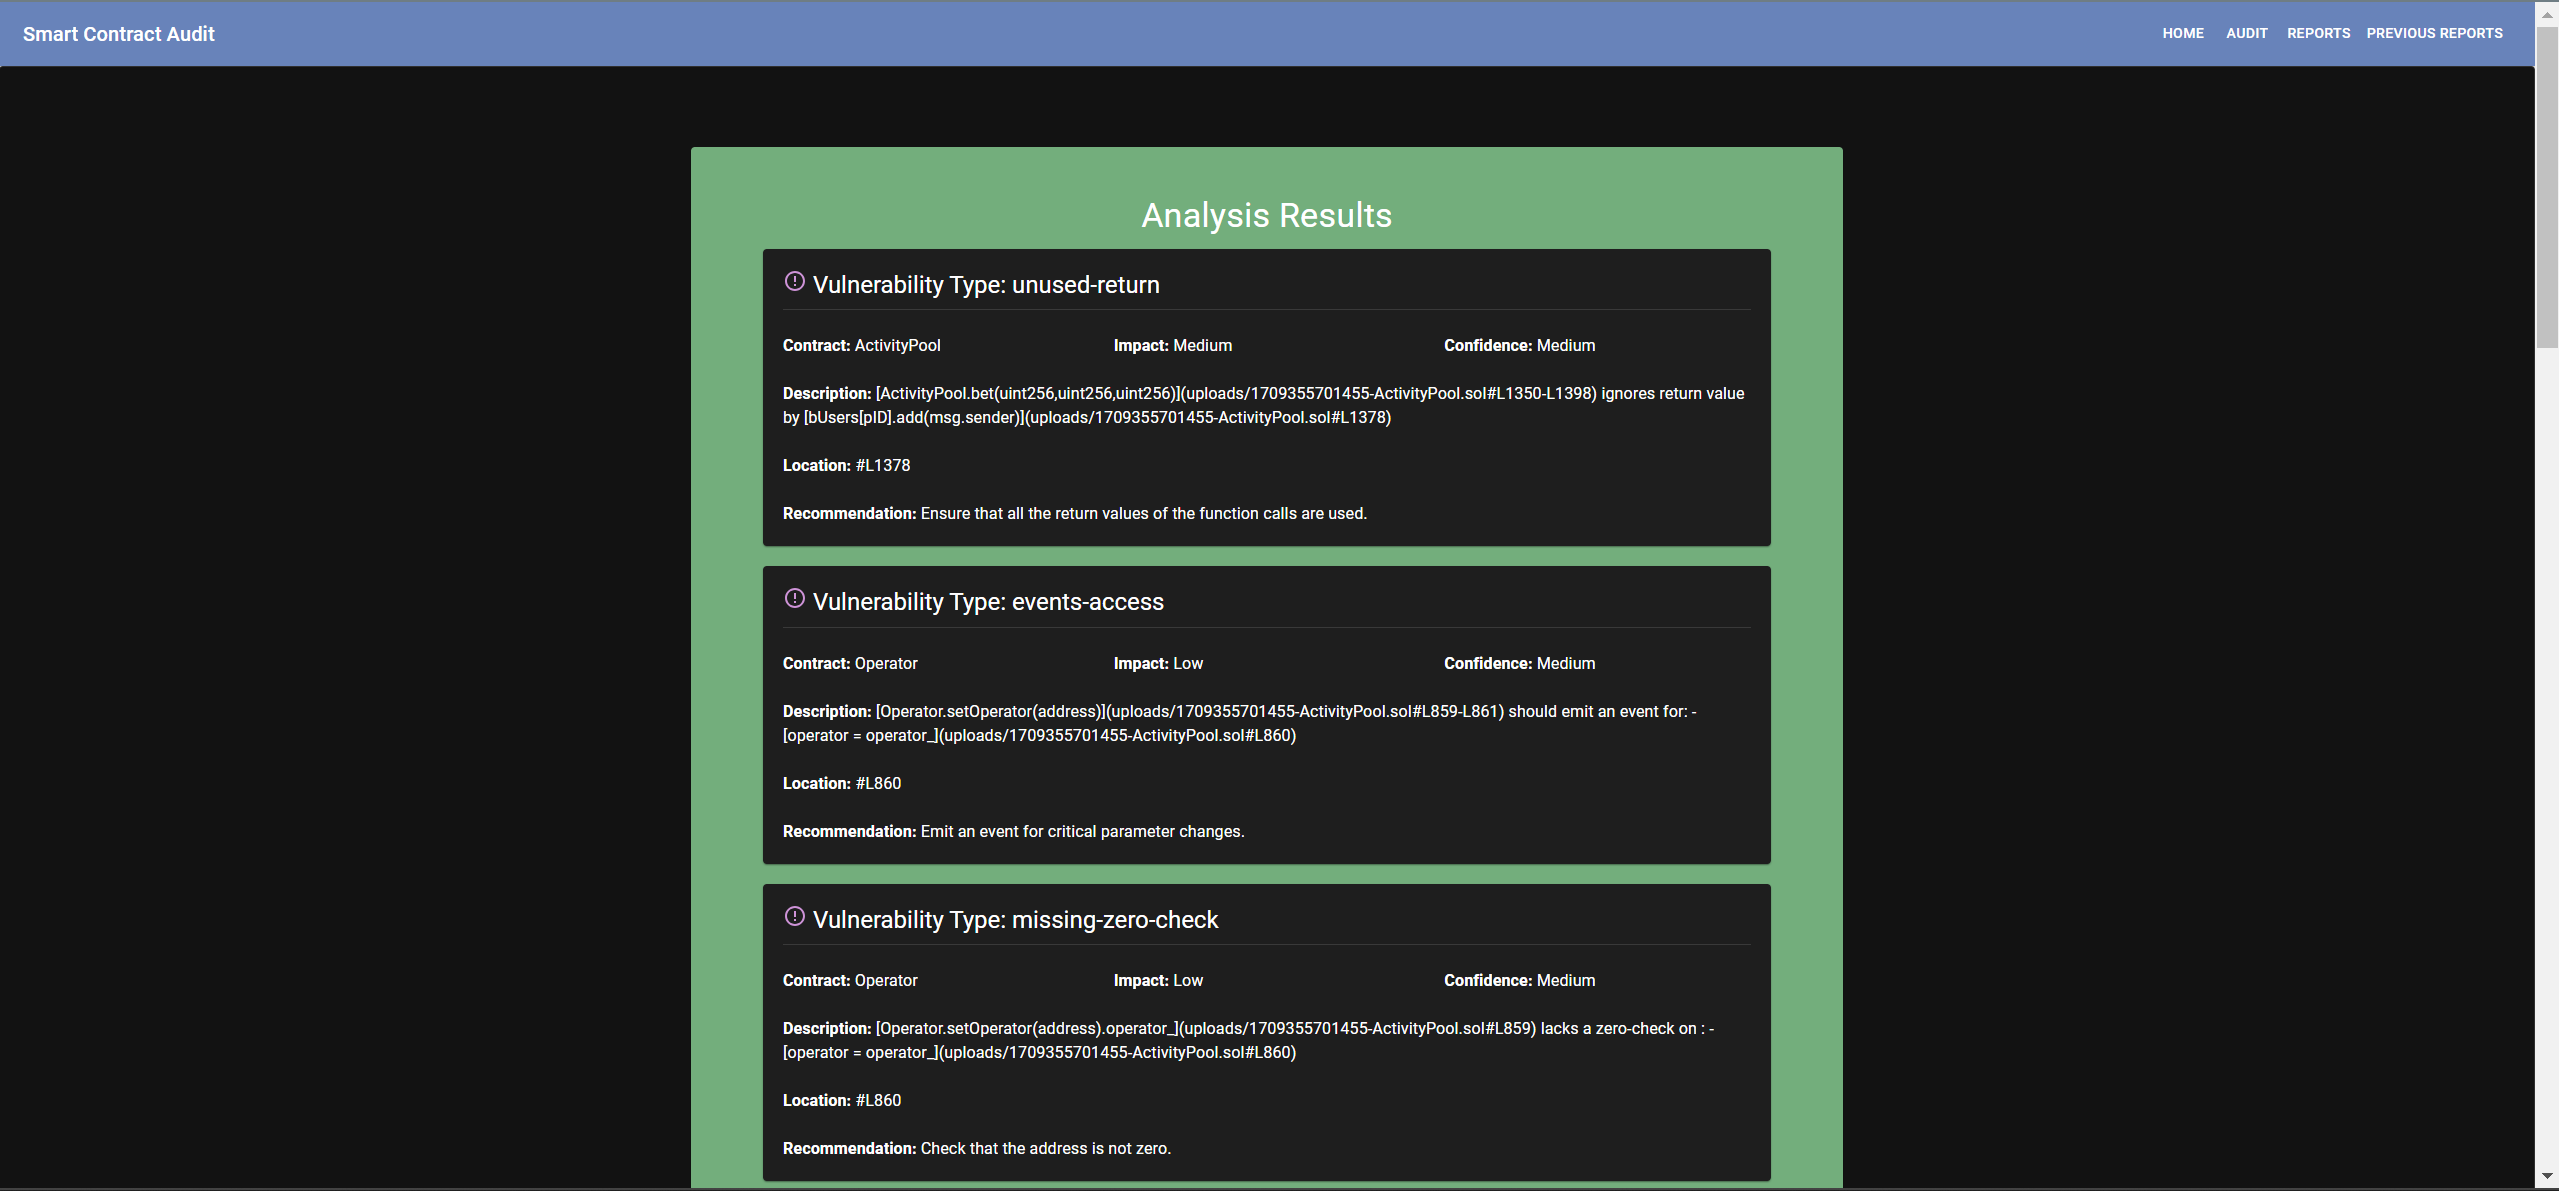 Smart Contract Audit
HOME AUDIT REPORTS PREVIOUS REPORTS
Analysis Results
Vulnerability Type: unused-return
Contract: ActivityPool Impact: Medium Confidence: Medium
Description: [ActivityPool.bet(uint256,uint256,uint256)](uploads/1709355701455-ActivityPool.sol#L1350-L1398) ignores return value
by [bUsers[pID].add(msg.sender)](uploads/1709355701455-ActivityPool.sol#L1378)
Location: #L1378
Recommendation: Ensure that all the return values of the function calls are used.
Vulnerability Type: events-access
Contract: Operator Impact: Low Confidence: Medium
Description: [Operator.setOperator(address)](uploads/1709355701455-ActivityPool.sol#L859-L861) should emit an event for: -
[operator = operator_](uploads/1709355701455-ActivityPool.sol#L860)
Location: #L860
Recommendation: Emit an event for critical parameter changes.
Vulnerability Type: missing-zero-check
Contract: Operator Impact: Low Confidence: Medium
Description: [Operator.setOperator(address).operator_](uploads/1709355701455-ActivityPool.sol#L859) lacks a zero-check on : -
[operator = operator_](uploads/1709355701455-ActivityPool.sol#L860)
Location: #L860
Recommendation: Check that the address is not zero.